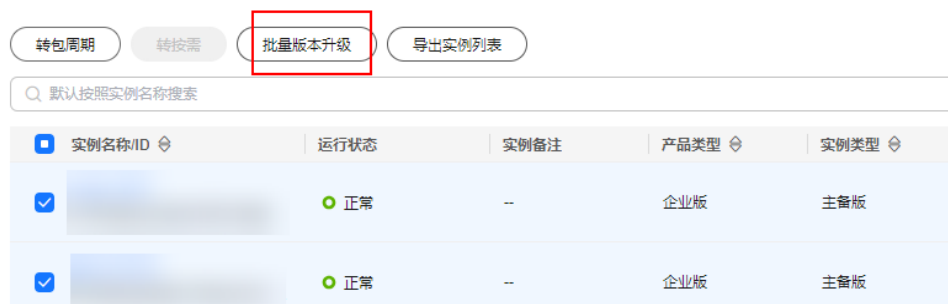 转包周期 转按需 批量版本升级 导出实例列表
默认按照实例名称搜索
实例名称/ID 运行状态 实例备注 产品类型 实例类型
正常 -- 企业版 主备版
正常 -- 企业版 主备版